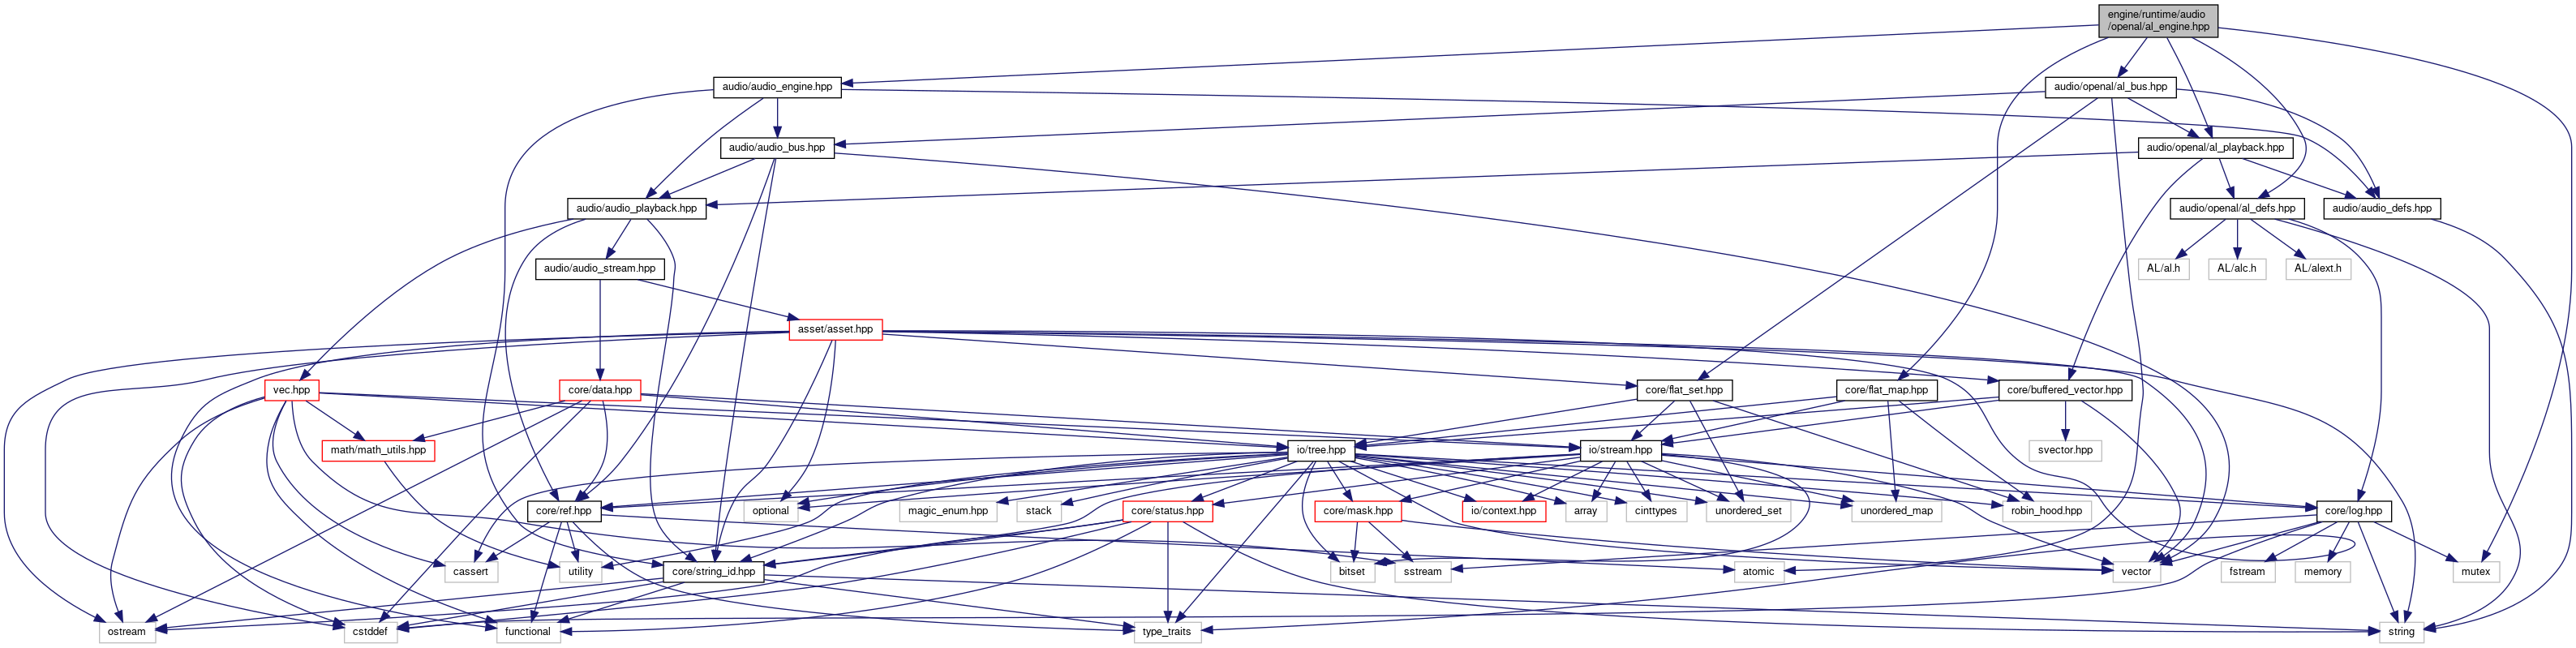 engine/runtime/audio
/openal/al_engine.hpp
audio/audio_engine.hpp
audio/openal/al_bus.hpp
audio/audio_bus.hpp
audio/openal/al_playback.hpp
audio/audio_playback.hpp
audio/openal/al_defs.hpp
audio/audio_defs.hpp
audio/audio_stream.hpp
AL/al.h
AL/alc.h
AL/alext.h
asset/asset.hpp
vec.hpp
core/data.hpp
core/flat_set.hpp
core/flat_map.hpp
core/buffered_vector.hpp
math/math_utils.hpp
io/tree.hpp
io/stream.hpp
svector.hpp
core/ref.hpp
optional
magic_enum.hpp
stack
core/status.hpp
core/mask.hpp
io/context.hpp
array
cinttypes
unordered_set
unordered_map
robin_hood.hpp
core/log.hpp
cassert
utility
core/string_id.hpp
bitset
sstream
atomic
vector
fstream
memory
mutex
ostream
cstddef
functional
type_traits
string